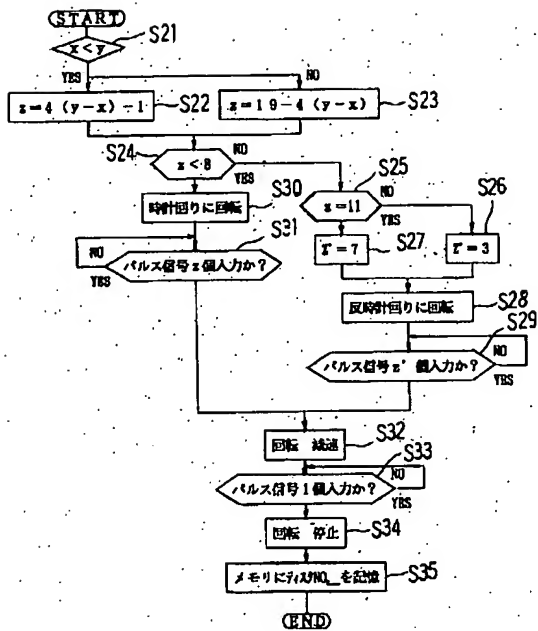 START
S21
x<y
YES
NO
z=4 (y-x) -1
S22
z=19-4 (y-x)
S23
S24
z<8
NO
YES
S25
S30
時計回りに回転
z=11
NO
YES
S26
S31
NO
パルス信号z個入力か?
YES
z'=7
S27
z'=3
反時計回りに回転
S28
S29
NO
パルス信号z'個入力か?
YES
回転 減速
S32
S33
NO
パルス信号1個入力か?
YES
回転 停止
S34
メモリにディスクNO__を記憶
S35
END